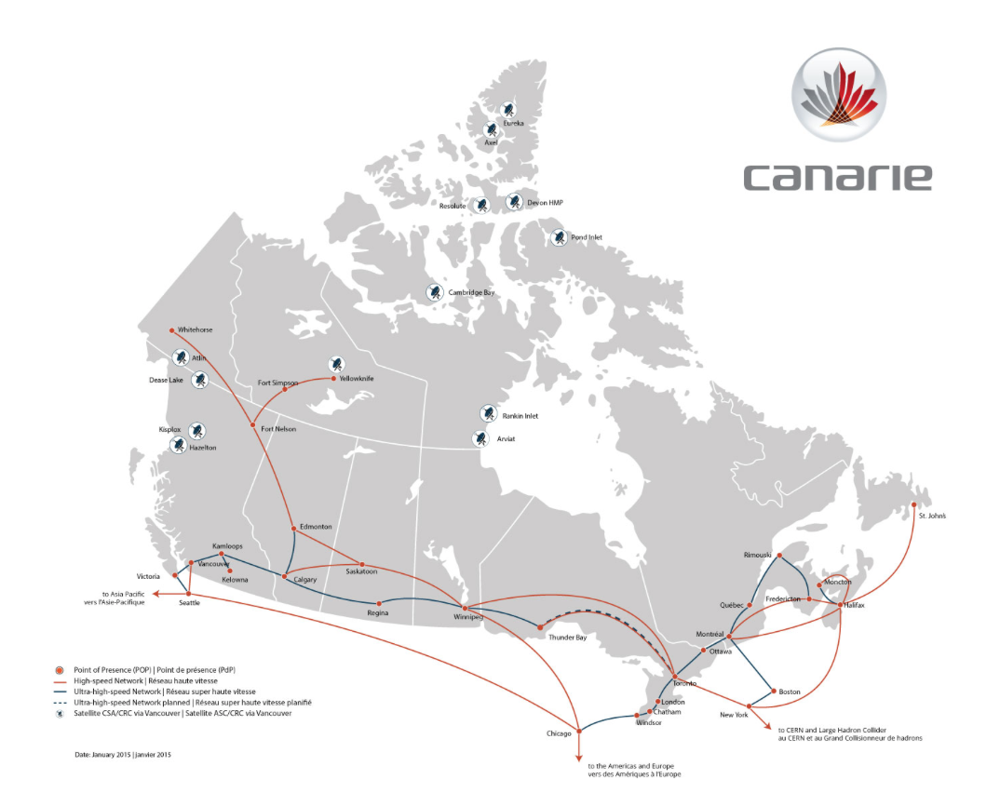 canarie
Eureka
Axel
Resolute
Devon HMP
Pond Inlet
Cambridge Bay
Whitehorse
Atlin
Dease Lake
Yellowknife
Fort Simpson
Rankin Inlet
Kisplox
Fort Nelson
Arviat
Hazelton
St. John's
Edmonton
Kamloops
Rimouski
Vancouver
Saskatoon
Victoria
Kelowna
Calgary
Moncton
to Asia Pacific
vers l'Asie-Pacifique
Seattle
Fredericton
Québec
Halifax
Regina
Winnipeg
Thunder Bay
Montréal
Ottawa
Point of Presence (POP) | Point de présence (PdP)
High-speed Network | Réseau haute vitesse
Ultra-high-speed Network | Réseau super haute vitesse
Ultra-high-speed Network planned | Réseau super haute vitesse planifié
Satellite CSA/CRC via Vancouver | Satellite ASC/CRC via Vancouver
Toronto
Boston
London
Chatham
New York
Windsor
Chicago
to CERN and Large Hadron Collider
au CERN et au Grand Collisionneur de hadrons
Date: January 2015 | janvier 2015
to the Americas and Europe
vers des Amériques à l'Europe